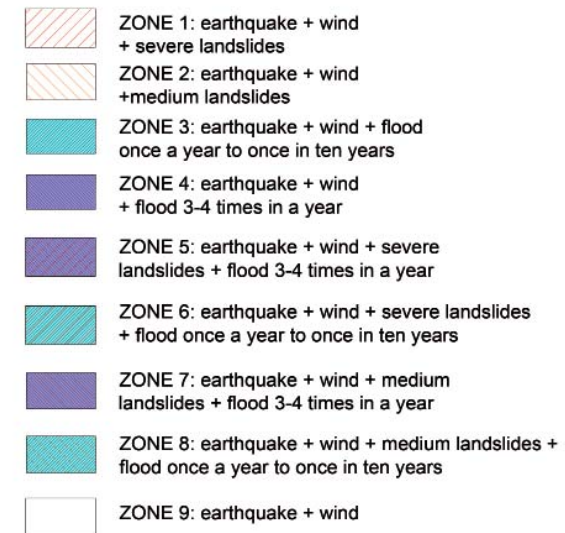 ZONE 1: earthquake + wind
+ severe landslides
ZONE 2: earthquake + wind
+medium landslides
ZONE 3: earthquake + wind + flood
once a year to once in ten years
ZONE 4: earthquake + wind
+ flood 3-4 times in a year
ZONE 5: earthquake + wind + severe
landslides + flood 3-4 times in a year
ZONE 6: earthquake + wind + severe landslides
+ flood once a year to once in ten years
ZONE 7: earthquake + wind + medium
landslides + flood 3-4 times in a year
ZONE 8: earthquake + wind + medium landslides +
flood once a year to once in ten years
ZONE 9: earthquake + wind